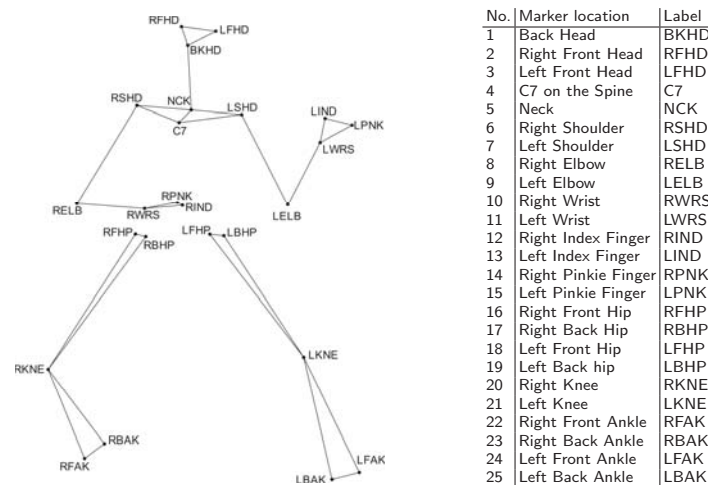 RFHD
LFHD
BKHD
RSHD
NCK
LSHD
C7
LIND
LPNK
LWRS
RELB
RWRS
RPNK
RIND
LELB
RFHP
RBHP
LFHP
LBHP
RKNE
LKNE
RBAK
RFAK
LFAK
LBAK
No. Marker location Label
1 Back Head BKHD
2 Right Front Head RFHD
3 Left Front Head LFHD
4 C7 on the Spine C7
5 Neck NCK
6 Right Shoulder RSHD
7 Left Shoulder LSHD
8 Right Elbow RELB
9 Left Elbow LELB
10 Right Wrist RWRS
11 Left Wrist LWRS
12 Right Index Finger RIND
13 Left Index Finger LIND
14 Right Pinkie Finger RPNK
15 Left Pinkie Finger LPNK
16 Right Front Hip RFHP
17 Right Back Hip RBHP
18 Left Front Hip LFHP
19 Left Back hip LBHP
20 Right Knee RKNE
21 Left Knee LKNE
22 Right Front Ankle RFAK
23 Right Back Ankle RBAK
24 Left Front Ankle LFAK
25 Left Back Ankle LBAK